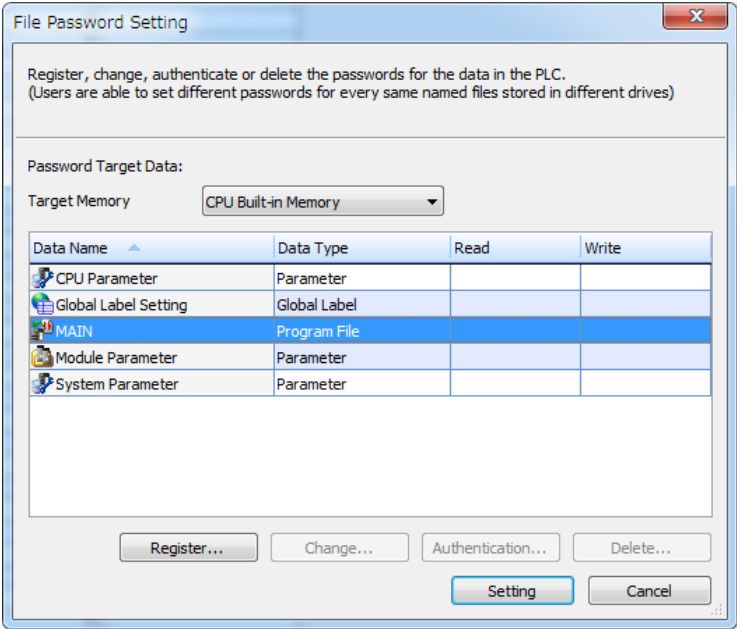 File Password Setting
Register, change, authenticate or delete the passwords for the data in the PLC.
(Users are able to set different passwords for every same named files stored in different drives)
Password Target Data:
Target Memory CPU Built-in Memory
Data Name Data Type Read Write
CPU Parameter Parameter
Global Label Setting Global Label
MAIN Program File
Module Parameter Parameter
System Parameter Parameter
Register... Change... Authentication... Delete...
Setting Cancel